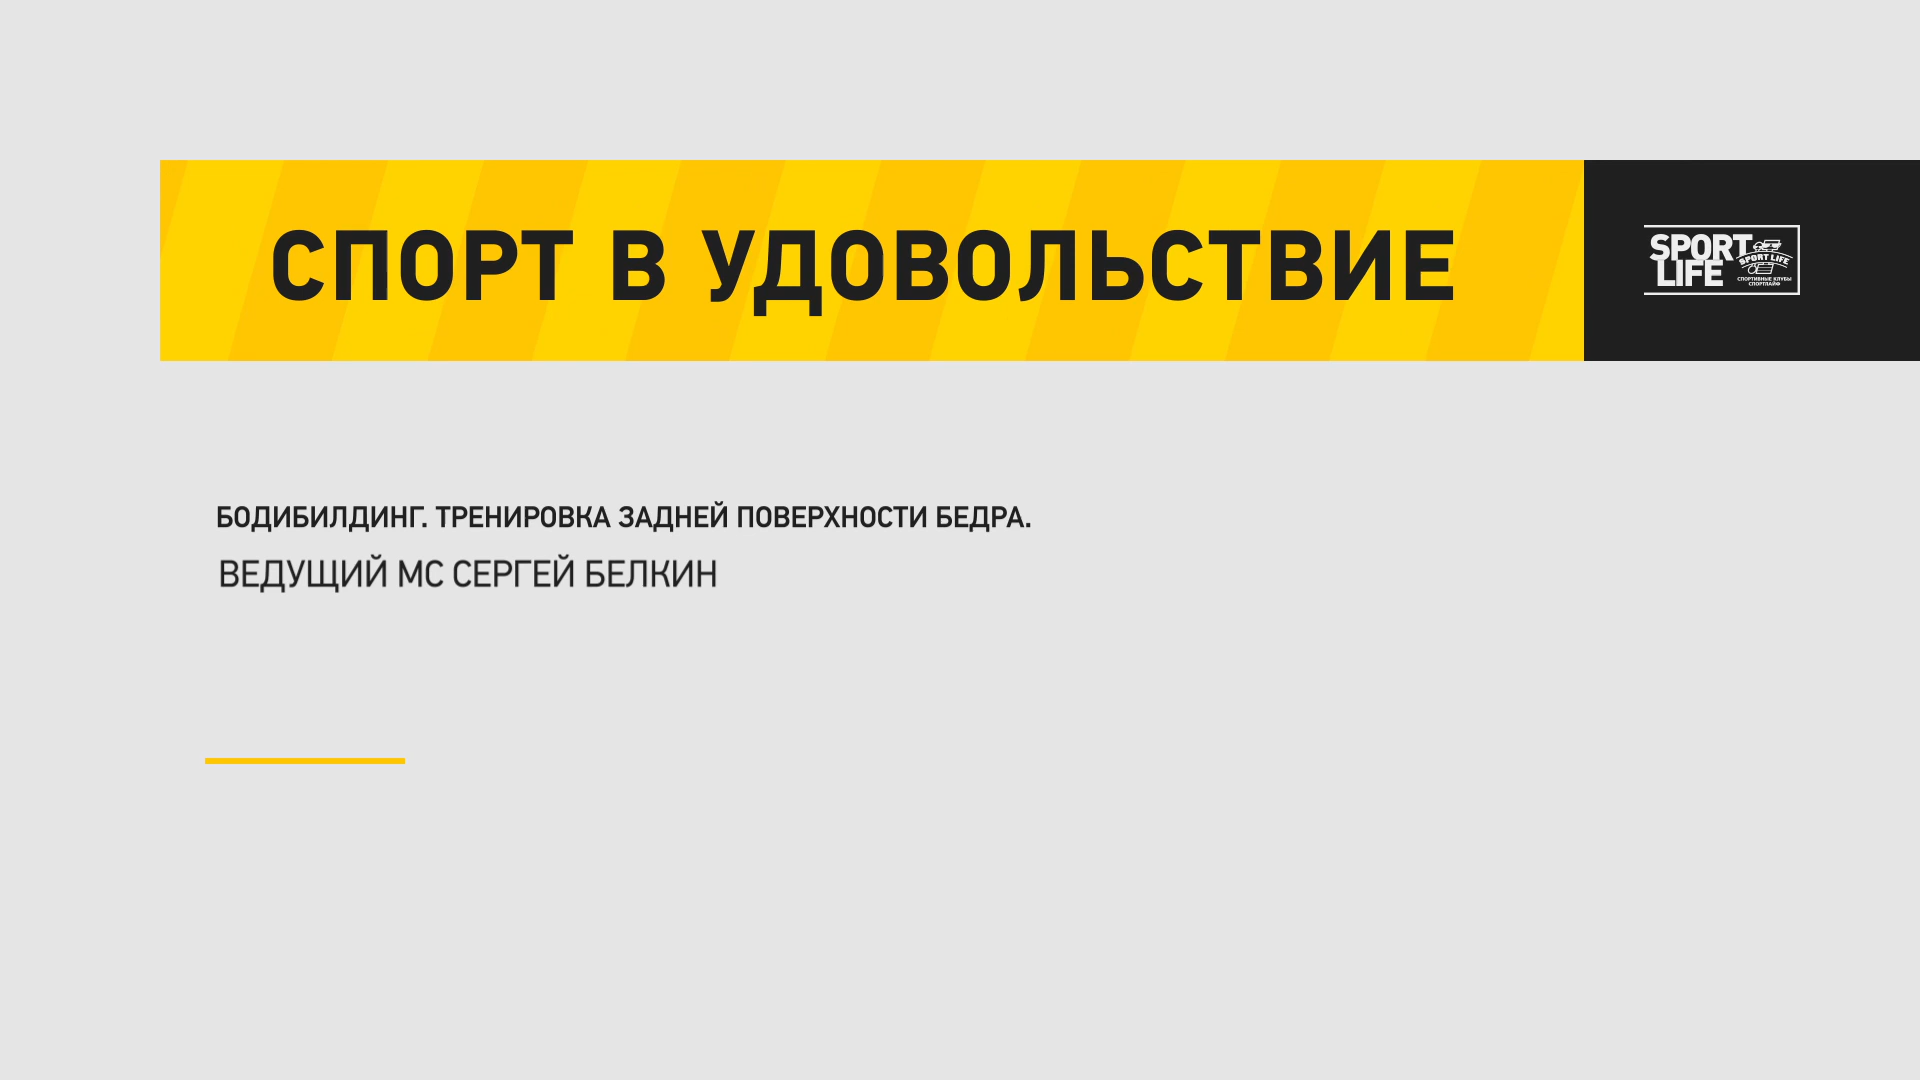 СПОРТ В УДОВОЛЬСТВИЕ
SPORT
LIFE
SPORT LIFE
СПОРТИВНЫЕ КЛУБЫ
СПОРТЛАЙФ
БОДИБИЛДИНГ. ТРЕНИРОВКА ЗАДНЕЙ ПОВЕРХНОСТИ БЕДРА.
ВЕДУЩИЙ МС СЕРГЕЙ БЕЛКИН